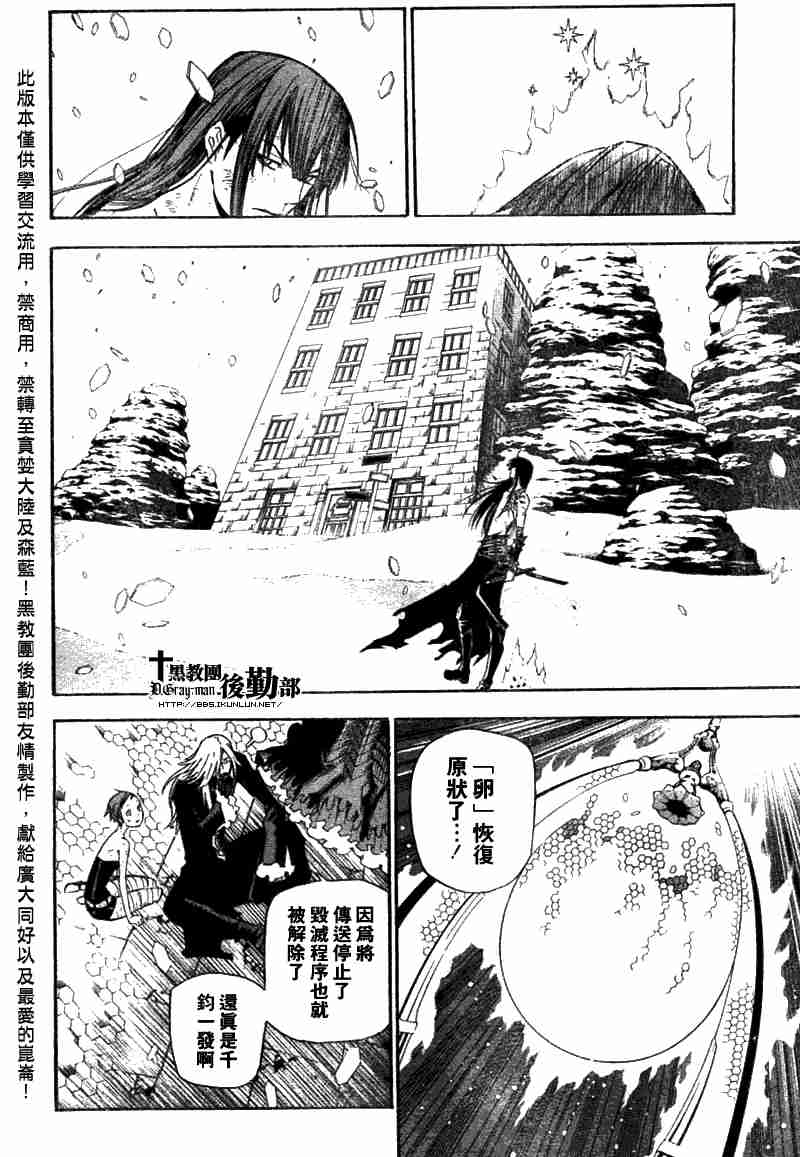 此版本僅供學習交流用，禁商用，禁轉至貪婪大陸及森藍！黑教團後勤部友情製作，獻給廣大同好以及最愛的崑崙！
黑教團
D.Gray-man
後勤部
HTTP://BBS.IKUNLUN.NET/
「卵」恢復
原狀了…！
因為將
傳送停止了
毀滅程序也就
被解除了
還真是千
鈞一發啊